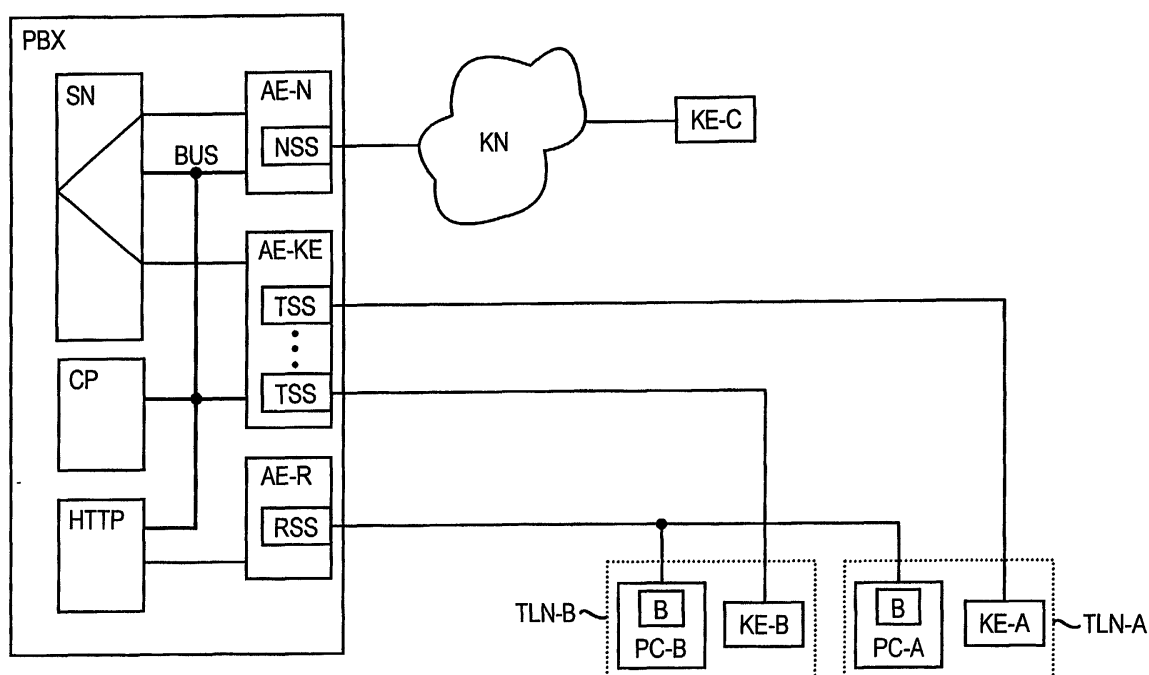 PBX
SN
BUS
AE-N
NSS
KN
KE-C
AE-KE
TSS
TSS
CP
HTTP
AE-R
RSS
TLN-B
B
PC-B
KE-B
B
PC-A
KE-A
TLN-A